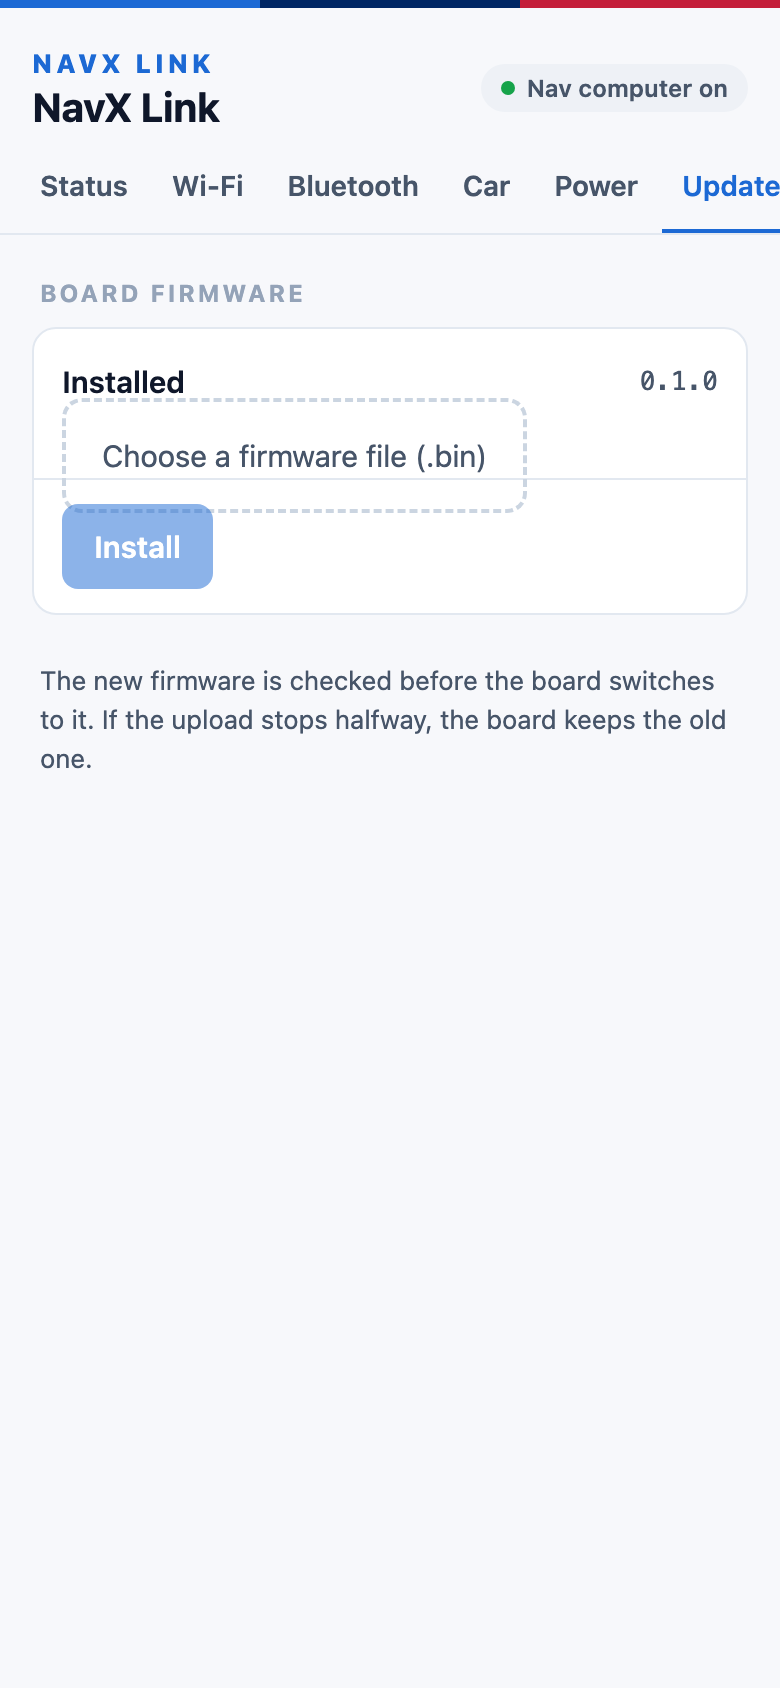 NAVX LINK
NavX Link
Nav computer on
Status Wi-Fi Bluetooth Car Power Update
BOARD FIRMWARE
Installed 0.1.0
Choose a firmware file (.bin)
Install
The new firmware is checked before the board switches
to it. If the upload stops halfway, the board keeps the old
one.